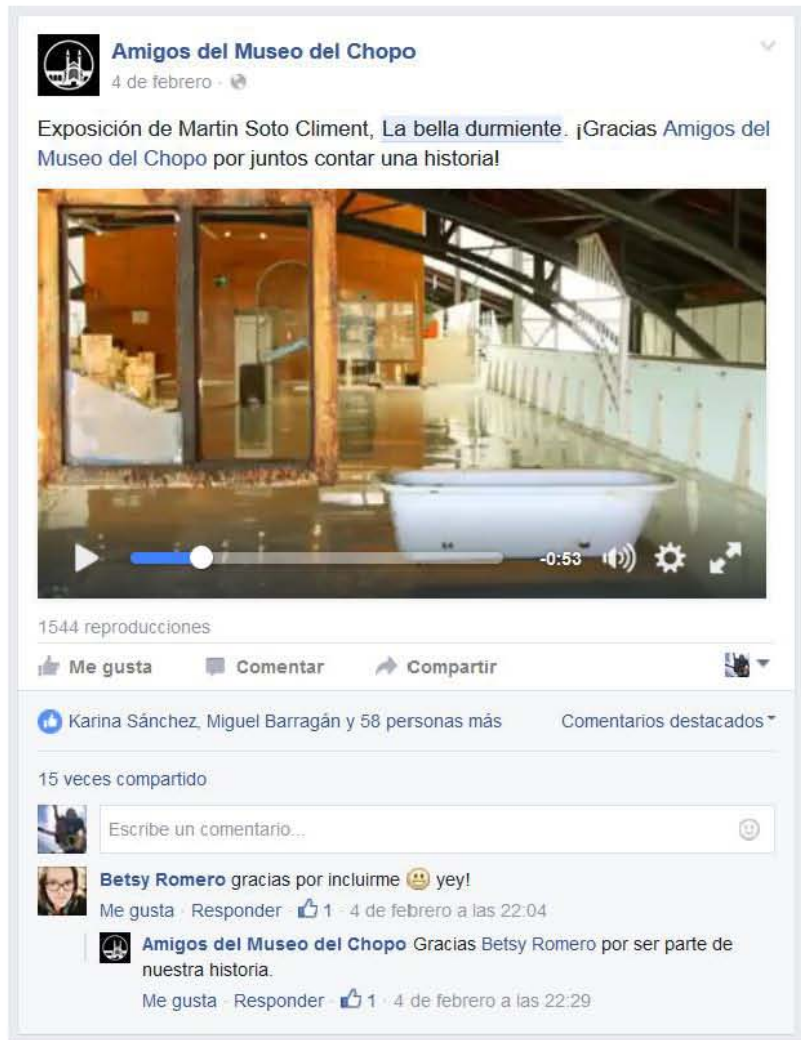 Amigos del Museo del Chopo
4 de febrero ·
Exposición de Martin Soto Climent, La bella durmiente. ¡Gracias Amigos del
Museo del Chopo por juntos contar una historia!
-0:53
1544 reproducciones
Me gusta Comentar Compartir
Karina Sánchez, Miguel Barragán y 58 personas más Comentarios destacados
15 veces compartido
Escribe un comentario...
Betsy Romero gracias por incluirme yey!
Me gusta · Responder · 1 · 4 de febrero a las 22:04
Amigos del Museo del Chopo Gracias Betsy Romero por ser parte de
nuestra historia.
Me gusta · Responder · 1 · 4 de febrero a las 22:29